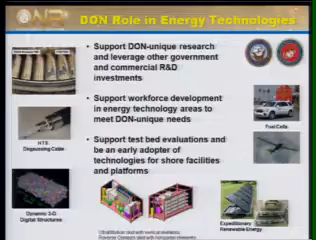 DON Role in Energy Technologies
• Support DON-unique research
and leverage other government
and commercial R&D
investments
• Support workforce development
in energy technology areas to
meet DON-unique needs
Fuel Cells
HTS
Degaussing Cable
• Support test bed evaluations and
be an early adopter of
technologies for shore facilities
and platforms
Dynamic 3-D
Digital Structures
Expeditionary
Renewable Energy